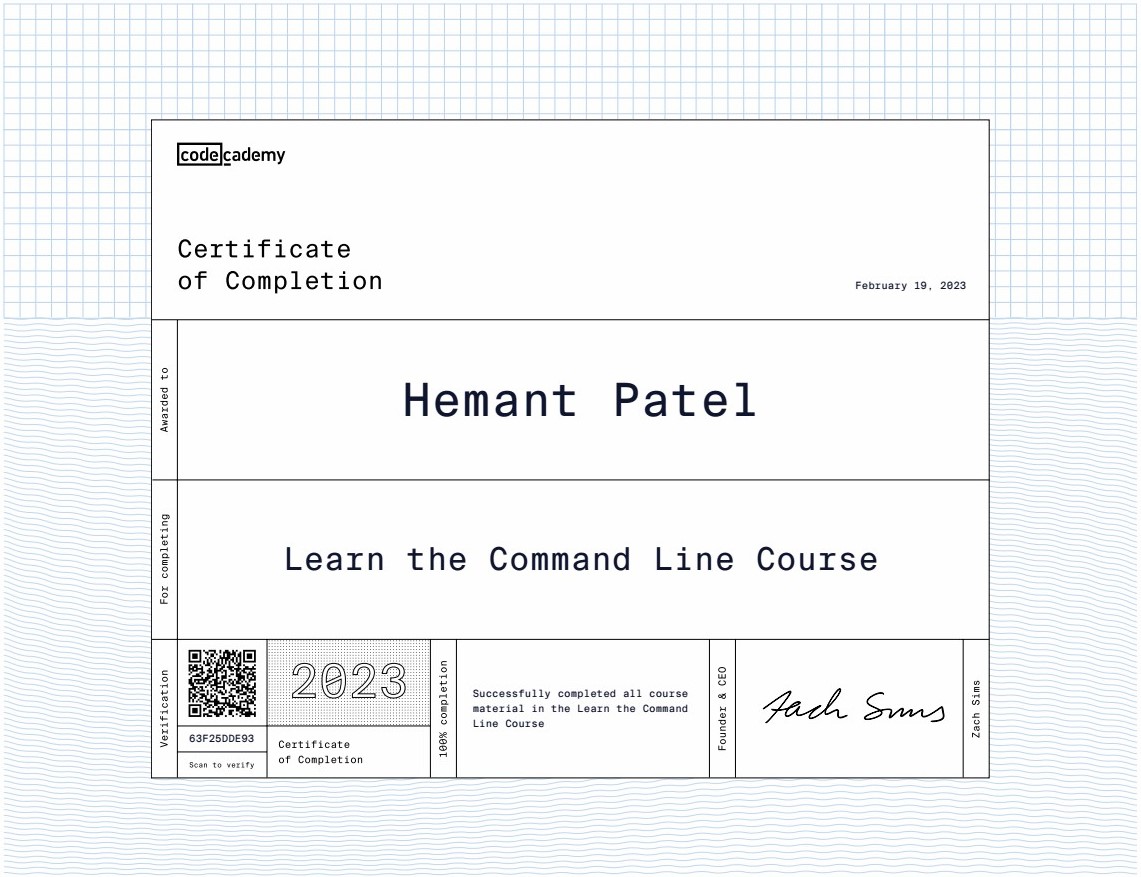 codecademy
Certificate
of Completion
February 19, 2023
Awarded to
Hemant Patel
For completing
Learn the Command Line Course
Verification
63F25DDE93
Scan to verify
2023
Certificate
of Completion
100% completion
Successfully completed all course
material in the Learn the Command
Line Course
Founder & CEO
Zach Sims
Zach Sims